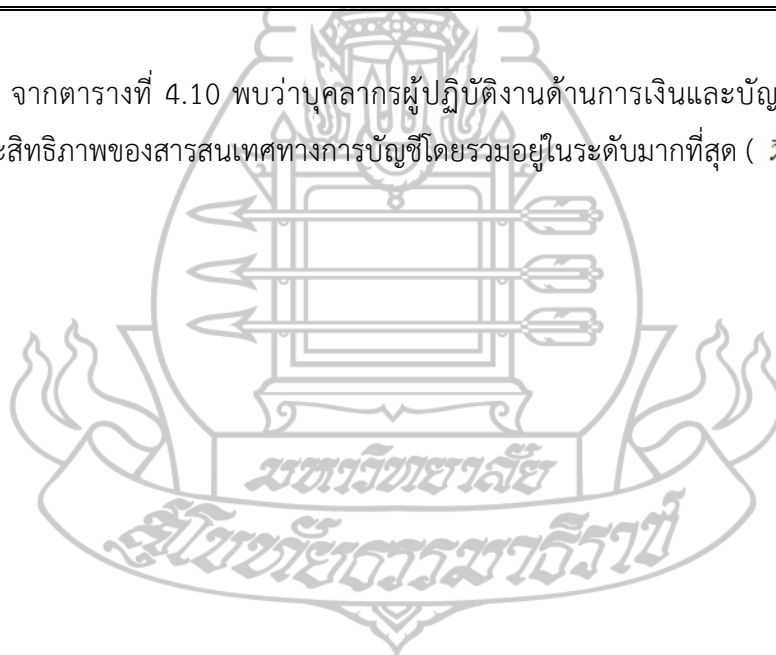 จากตารางที่ 4.10 พบว่าบุคลากรผู้ปฏิบัติงานด้านการเงินและบัญ
ะสิทธิภาพของสารสนเทศทางการบัญชีโดยรวมอยู่ในระดับมากที่สุด (
มหาวิทยาลัย
สุโขทัยธรรมาธิราช